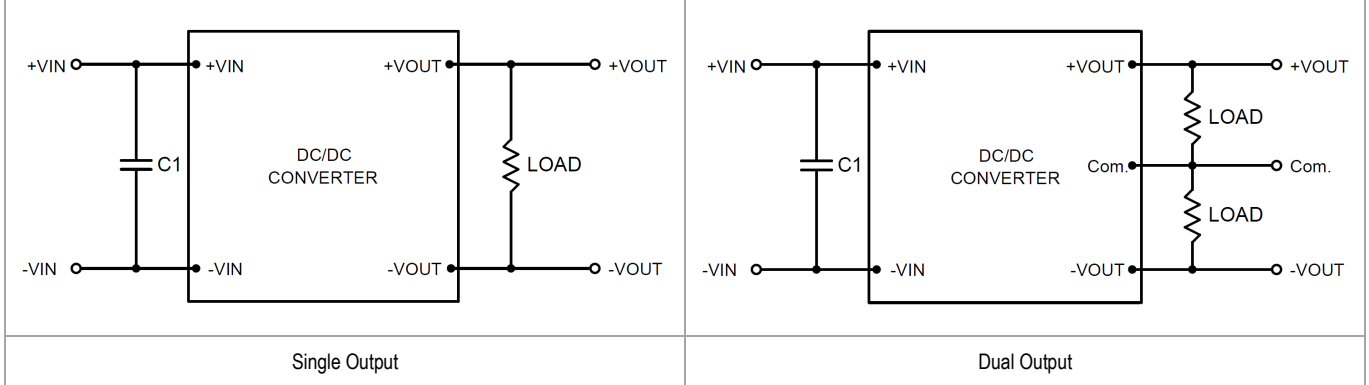 +VIN
+VIN
+VOUT
+VOUT
C1
DC/DC
CONVERTER
LOAD
-VIN
-VIN
-VOUT
-VOUT
Single Output
+VIN
+VIN
+VOUT
+VOUT
LOAD
C1
DC/DC
CONVERTER
Com.
Com.
LOAD
-VIN
-VIN
-VOUT
-VOUT
Dual Output